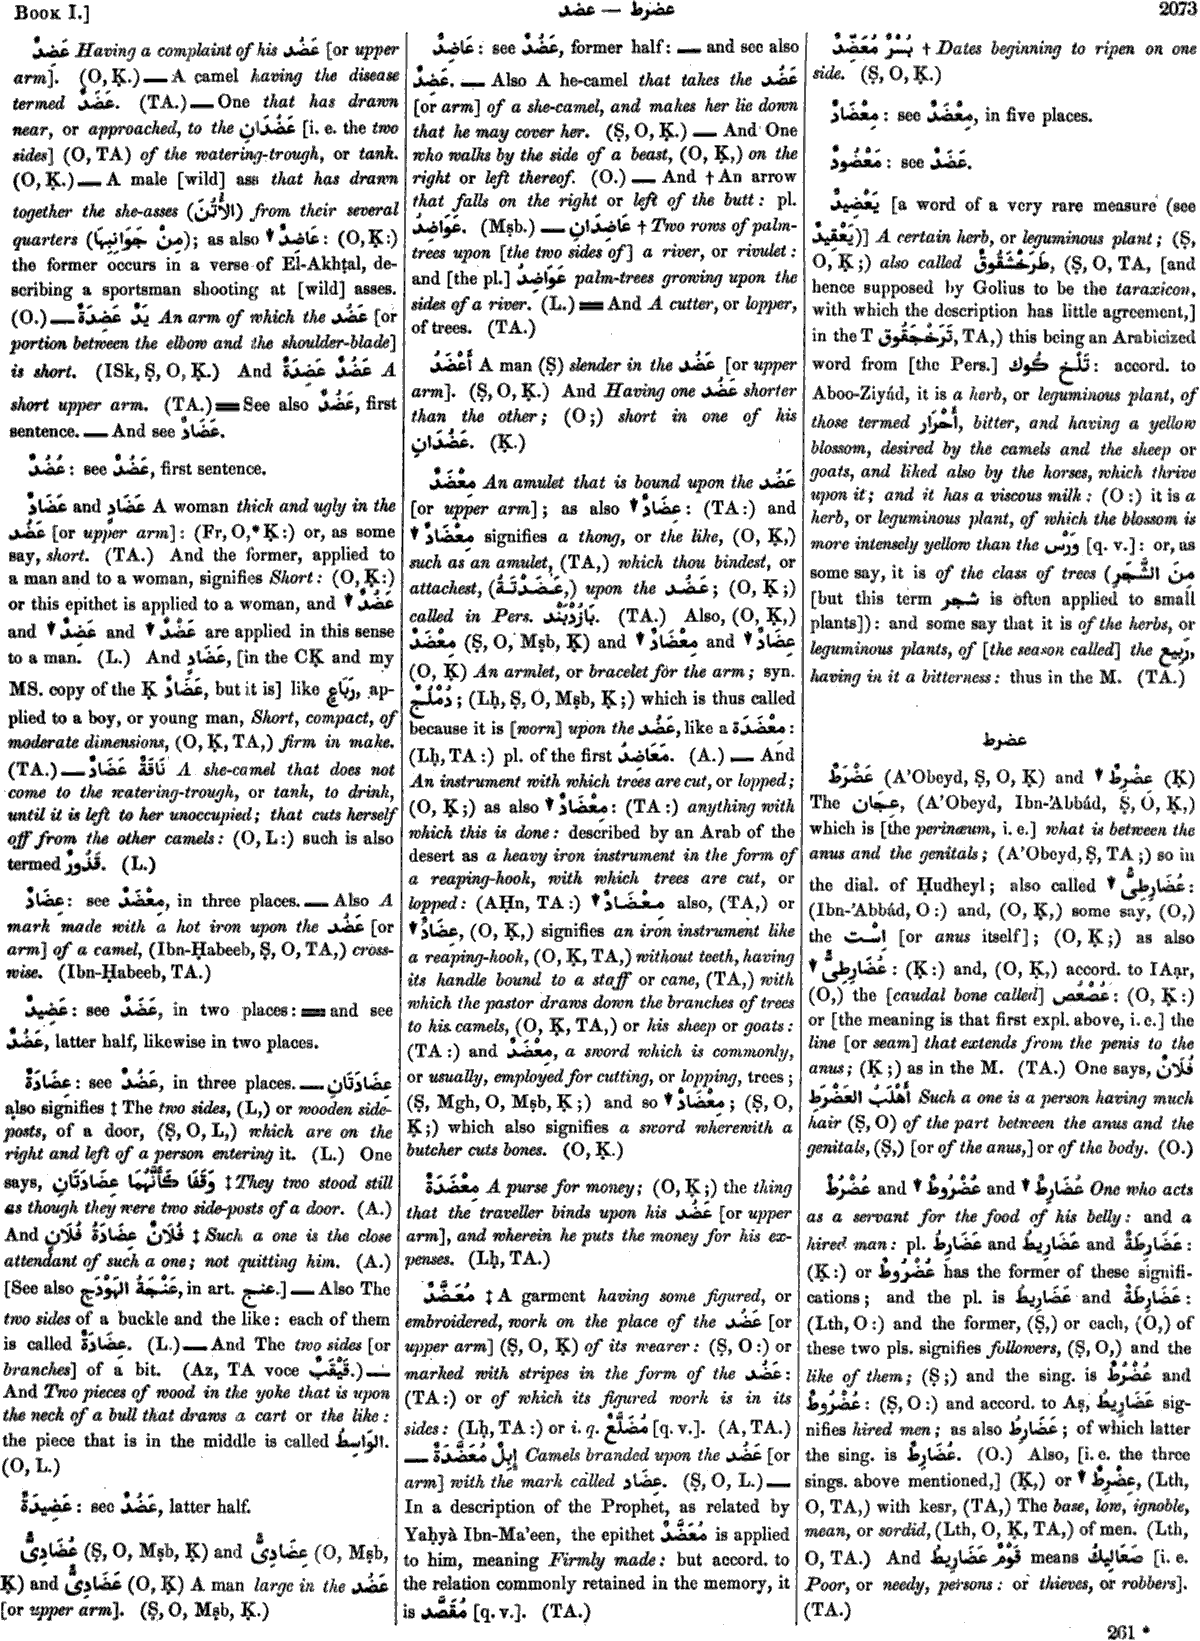 BOOK I.]
عضد — عضرط
2073
عَضِدٌ Having a complaint of his عَضُد [or upper
arm]. (O, Ḳ.) — A camel having the disease
termed عَضَدٌ. (TA.) — One that has drawn
near, or approached, to the عَضُدَانِ [i. e. the two
sides] (O, TA) of the watering-trough, or tank.
(O, Ḳ.) — A male [wild] ass that has drawn
together the she-asses (الأُتُنَ) from their several
quarters (مِنْ جَوَانِبِهَا); as also ▼ عَاضِدٌ: (O, Ḳ:)
the former occurs in a verse of El-Akhṭal, de-
scribing a sportsman shooting at [wild] asses.
(O.) — يَدٌ عَضِدَةٌ An arm of which the عَضُد [or
portion between the elbow and the shoulder-blade]
is short. (ISk, Ṣ, O, Ḳ.) And عَضُدٌ عَضِدَةٌ A
short upper arm. (TA.) ═ See also عَضُدٌ, first
sentence. — And see عَضَادٌ.
عُضُدٌ: see عَضُدٌ, first sentence.
عَضَادٌ and عَضَادٍ A woman thick and ugly in the
عَضُد [or upper arm]: (Fr, O,* Ḳ:) or, as some
say, short. (TA.) And the former, applied to
a man and to a woman, signifies Short: (O, Ḳ:)
or this epithet is applied to a woman, and ▼ عَضُدٌ
and ▼ عَضِدٌ and ▼ عَضْدٌ are applied in this sense
to a man. (L.) And عَضَادٍ, [in the CḲ and my
MS. copy of the Ḳ عَضَادٌ, but it is] like رَبَاعٍ, ap-
plied to a boy, or young man, Short, compact, of
moderate dimensions, (O, Ḳ, TA,) firm in make.
(TA.) — نَاقَةٌ عَضَادٌ A she-camel that does not
come to the watering-trough, or tank, to drink,
until it is left to her unoccupied; that cuts herself
off from the other camels: (O, L:) such is also
termed قَذُورٌ. (L.)
عِضَادٌ: see مِعْضَدٌ, in three places. — Also A
mark made with a hot iron upon the عَضُد [or
arm] of a camel, (Ibn-Ḥabeeb, Ṣ, O, TA,) cross-
wise. (Ibn-Ḥabeeb, TA.)
عَضِيدٌ: see عَضُدٌ, in two places: ═ and see
عَضُدٌ, latter half, likewise in two places.
عِضَادَةٌ: see عَضُدٌ, in three places. — عِضَادَتَانِ
also signifies ‡ The two sides, (L,) or wooden side-
posts, of a door, (Ṣ, O, L,) which are on the
right and left of a person entering it. (L.) One
says, وَقَفَا كَأَنَّهُمَا عِضَادَتَانِ ‡ They two stood still
as though they were two side-posts of a door. (A.)
And فُلَانٌ عِضَادَةُ فُلَانٍ ‡ Such a one is the close
attendant of such a one; not quitting him. (A.)
[See also عَنْجَةُ الهَوْدَجِ, in art. عنج.] — Also The
two sides of a buckle and the like: each of them
is called عِضَادَةٌ. (L.) — And The two sides [or
branches] of a bit. (Az, TA voce قَيْقَبٌ.) —
And Two pieces of wood in the yoke that is upon
the neck of a bull that draws a cart or the like:
the piece that is in the middle is called الوَاسِطُ.
(O, L.)
عَضِيدَةٌ: see عَضُدٌ, latter half.
عُضَادِىٌّ (Ṣ, O, Mṣb, Ḳ) and عِضَادِىٌّ (O, Mṣb,
Ḳ) and عَضَادِىٌّ (O, Ḳ) A man large in the عَضُد
[or upper arm]. (Ṣ, O, Mṣb, Ḳ.)
عَاضِدٌ: see عَضُدٌ, former half: — and see also
عَضِدٌ. — Also A he-camel that takes the عَضُد
[or arm] of a she-camel, and makes her lie down
that he may cover her. (Ṣ, O, Ḳ.) — And One
who walks by the side of a beast, (O, Ḳ,) on the
right or left thereof. (O.) — And † An arrow
that falls on the right or left of the butt: pl.
عَوَاضِدُ. (Mṣb.) — عَاضِدَانِ † Two rows of palm-
trees upon [the two sides of] a river, or rivulet:
and [the pl.] عَوَاضِدُ palm-trees growing upon the
sides of a river. (L.) ═ And A cutter, or lopper,
of trees. (TA.)
أَعْضَدُ A man (Ṣ) slender in the عَضُد [or upper
arm]. (Ṣ, O, Ḳ.) And Having one عَضُد shorter
than the other; (O;) short in one of his
عَضُدَانِ. (Ḳ.)
مِعْضَدٌ An amulet that is bound upon the عَضُد
[or upper arm]; as also ▼ عِضَادٌ: (TA:) and
▼ مِعْضَادٌ signifies a thong, or the like, (O, Ḳ,)
such as an amulet, (TA,) which thou bindest, or
attachest, (عَضَدْتَهُ,) upon the عَضُد; (O, Ḳ;)
called in Pers. بَازُوبَنْد. (TA.) Also, (O, Ḳ,)
مِعْضَدٌ (Ṣ, O, Mṣb, Ḳ) and ▼ مِعْضَادٌ and ▼ عِضَادٌ
(O, Ḳ) An armlet, or bracelet for the arm; syn.
دُمْلُجٌ; (Lḥ, Ṣ, O, Mṣb, Ḳ;) which is thus called
because it is [worn] upon the عَضُد, like a مِعْضَدَة:
(Lḥ, TA:) pl. of the first مَعَاضِدُ. (A.) — And
An instrument with which trees are cut, or lopped;
(O, Ḳ;) as also ▼ مِعْضَادٌ: (TA:) anything with
which this is done: described by an Arab of the
desert as a heavy iron instrument in the form of
a reaping-hook, with which trees are cut, or
lopped: (AḤn, TA:) ▼ مِعْضَادٌ also, (TA,) or
▼ عِضَادٌ, (O, Ḳ,) signifies an iron instrument like
a reaping-hook, (O, Ḳ, TA,) without teeth, having
its handle bound to a staff or cane, (TA,) with
which the pastor draws down the branches of trees
to his camels, (O, Ḳ, TA,) or his sheep or goats:
(TA:) and مِعْضَدٌ, a sword which is commonly,
or usually, employed for cutting, or lopping, trees;
(Ṣ, Mgh, O, Mṣb, Ḳ;) and so ▼ مِعْضَادٌ; (Ṣ, O,
Ḳ;) which also signifies a sword wherewith a
butcher cuts bones. (O, Ḳ.)
مِعْضَدَةٌ A purse for money; (O, Ḳ;) the thing
that the traveller binds upon his عَضُد [or upper
arm], and wherein he puts the money for his ex-
penses. (Lḥ, TA.)
مُعَضَّدٌ ‡ A garment having some figured, or
embroidered, work on the place of the عَضُد [or
upper arm] (Ṣ, O, Ḳ) of its wearer: (Ṣ, O:) or
marked with stripes in the form of the عَضُد:
(TA:) or of which its figured work is in its
sides: (Lḥ, TA:) or i. q. مُضَلَّعٌ [q. v.]. (A, TA.)
— إِبِلٌ مُعَضَّدَةٌ Camels branded upon the عَضُد [or
arm] with the mark called عِضَاد. (Ṣ, O, L.) —
In a description of the Prophet, as related by
Yaḥyà Ibn-Ma'een, the epithet مُعَضَّدٌ is applied
to him, meaning Firmly made: but accord. to
the relation commonly retained in the memory, it
is مُقَصَّد [q. v.]. (TA.)
بُسْرٌ مُعَضِّدٌ † Dates beginning to ripen on one
side. (Ṣ, O, Ḳ.)
مِعْضَادٌ: see مِعْضَدٌ, in five places.
مَعْضُودٌ: see عَضَدٌ.
يَعْضِيدٌ [a word of a very rare measure (see
يَعْقِيدٌ)] A certain herb, or leguminous plant; (Ṣ,
O, Ḳ;) also called طَرَخْشَقُوقٌ, (Ṣ, O, TA, [and
hence supposed by Golius to be the taraxicon,
with which the description has little agreement,]
in the T تَرَخْجَقُوق, TA,) this being an Arabicized
word from [the Pers.] تَلْخ كُوك: accord. to
Aboo-Ziyád, it is a herb, or leguminous plant, of
those termed أَحْرَار, bitter, and having a yellow
blossom, desired by the camels and the sheep or
goats, and liked also by the horses, which thrive
upon it; and it has a viscous milk: (O:) it is a
herb, or leguminous plant, of which the blossom is
more intensely yellow than the وَرْس [q. v.]: or, as
some say, it is of the class of trees (مِنَ الشَّجَرِ)
[but this term شجر is often applied to small
plants]): and some say that it is of the herbs, or
leguminous plants, of [the season called] the رَبِيع,
having in it a bitterness: thus in the M. (TA.)
عضرط
عَضْرَطٌ (A'Obeyd, Ṣ, O, Ḳ) and ▼ عِضْرِطٌ (Ḳ)
The عِجَان, (A'Obeyd, Ibn-'Abbád, Ṣ, O, Ḳ,)
which is [the perinæum, i. e.] what is between the
anus and the genitals; (A'Obeyd, Ṣ, TA;) so in
the dial. of Hudheyl; also called ▼ عُضَارِطِىٌّ:
(Ibn-'Abbád, O:) and, (O, Ḳ,) some say, (O,)
the اِسْت [or anus itself]; (O, Ḳ;) as also
▼ عُضَارِطِىٌّ: (Ḳ:) and, (O, Ḳ,) accord. to IAạr,
(O,) the [caudal bone called] عُصْعُص: (O, Ḳ:)
or [the meaning is that first expl. above, i. e.] the
line [or seam] that extends from the penis to the
anus; (Ḳ;) as in the M. (TA.) One says, فُلَانٌ
أَهْلَبُ العَضْرَطِ Such a one is a person having much
hair (Ṣ, O) of the part between the anus and the
genitals, (Ṣ,) [or of the anus,] or of the body. (O.)
عُضْرُطٌ and ▼ عُضْرُوطٌ and ▼ عُضَارِطٌ One who acts
as a servant for the food of his belly: and a
hired man: pl. عَضَارِطُ and عَضَارِيطُ and عَضَارِطَةٌ:
(Ḳ:) or عُضْرُوطٌ has the former of these signifi-
cations; and the pl. is عَضَارِيطُ and عَضَارِطَةٌ:
(Lth, O:) and the former, (Ṣ,) or each, (O,) of
these two pls. signifies followers, (Ṣ, O,) and the
like of them; (Ṣ;) and the sing. is عُضْرُطٌ and
عُضْرُوطٌ: (Ṣ, O:) and accord. to Aṣ, عَضَارِيطُ sig-
nifies hired men; as also عَضَارِطُ; of which latter
the sing. is عُضَارِطٌ. (O.) Also, [i. e. the three
sings. above mentioned,] (Ḳ,) or ▼ عِضْرِطٌ, (Lth,
O, TA,) with kesr, (TA,) The base, low, ignoble,
mean, or sordid, (Lth, O, Ḳ, TA,) of men. (Lth,
O, TA.) And قَوْمٌ عَضَارِيطُ means صَعَالِيكُ [i. e.
Poor, or needy, persons: or thieves, or robbers].
(TA.)
261 *